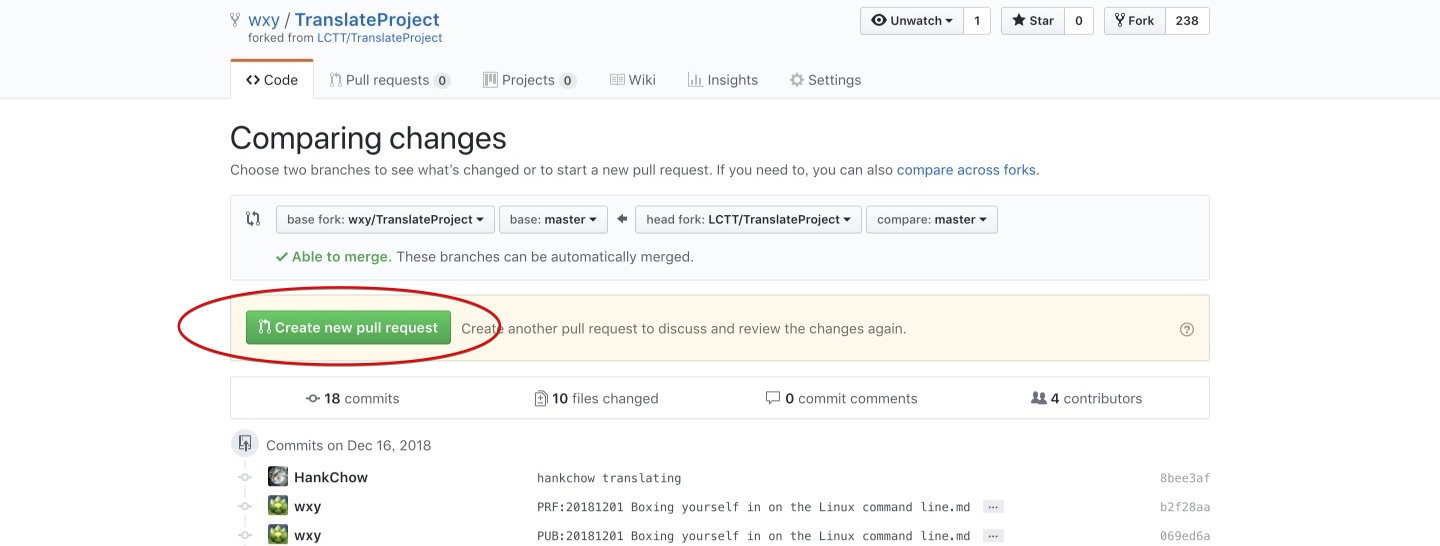 wxy / TranslateProject
forked from LCTT/TranslateProject
Unwatch 1 Star 0 Fork 238
Code Pull requests 0 Projects 0 Wiki Insights Settings
Comparing changes
Choose two branches to see what's changed or to start a new pull request. If you need to, you can also compare across forks.
base fork: wxy/TranslateProject base: master head fork: LCTT/TranslateProject compare: master
Able to merge. These branches can be automatically merged.
Create new pull request Create another pull request to discuss and review the changes again.
18 commits 10 files changed 0 commit comments 4 contributors
Commits on Dec 16, 2018
HankChow hankchow translating 8bee3af
wxy PRF:20181201 Boxing yourself in on the Linux command line.md ... b2f28aa
wxy PUB:20181201 Boxing yourself in on the Linux command line.md ... 069ed6a